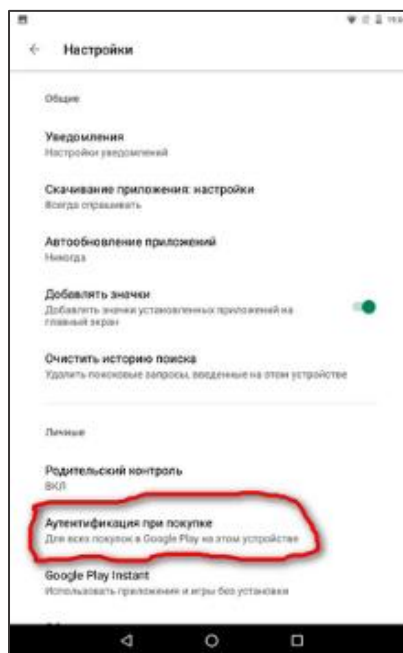 Настройки
Общие
Уведомления
Настройки уведомлений
Скачивание приложения: настройки
Всегда спрашивать
Автообновление приложений
Никогда
Добавлять значки
Добавлять значки установленных приложений на
главный экран
Очистить историю поиска
Удалить поисковые запросы, введенные на этом устройстве
Личные
Родительский контроль
ВКЛ
Аутентификация при покупке
Для всех покупок в Google Play на этом устройстве
Google Play Instant
Использовать приложения и игры без установки